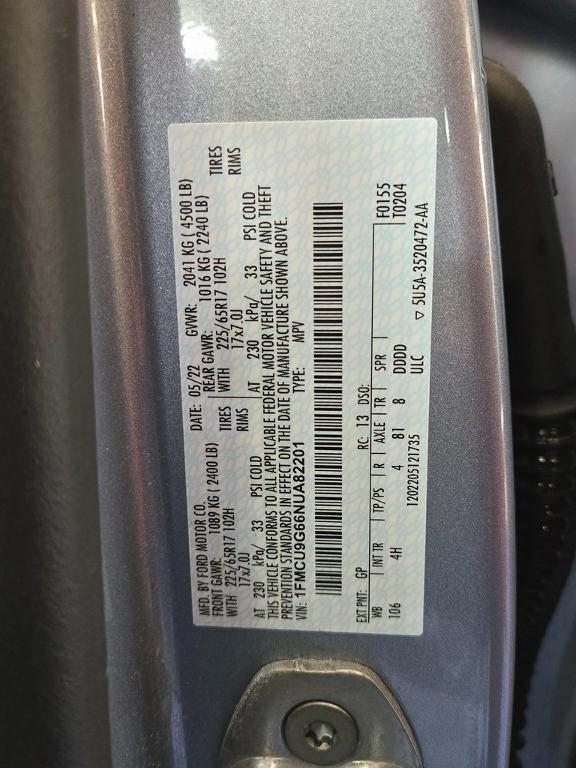 MFD. BY FORD MOTOR CO. DATE: 05/22 GVWR: 2041 KG ( 4500 LB)
FRONT GAWR: 1089 KG ( 2400 LB) REAR GAWR: 1016 KG ( 2240 LB)
WITH 225/65R17 102H TIRES WITH 225/65R17 102H TIRES
17x7.0J RIMS 17x7.0J RIMS
AT 230 kPa/ 33 PSI COLD AT 230 kPa/ 33 PSI COLD
THIS VEHICLE CONFORMS TO ALL APPLICABLE FEDERAL MOTOR VEHICLE SAFETY AND THEFT
PREVENTION STANDARDS IN EFFECT ON THE DATE OF MANUFACTURE SHOWN ABOVE.
VIN: 1FMCU9G66NUA82201 TYPE: MPV
EXT PNT: GP RC: 13 DSO: F0155
WB INT TR TP/PS R AXLE TR SPR T0204
106 4H 4 81 8 DDDD
1202205121735 ULC ▽ 5U5A-3520472-AA